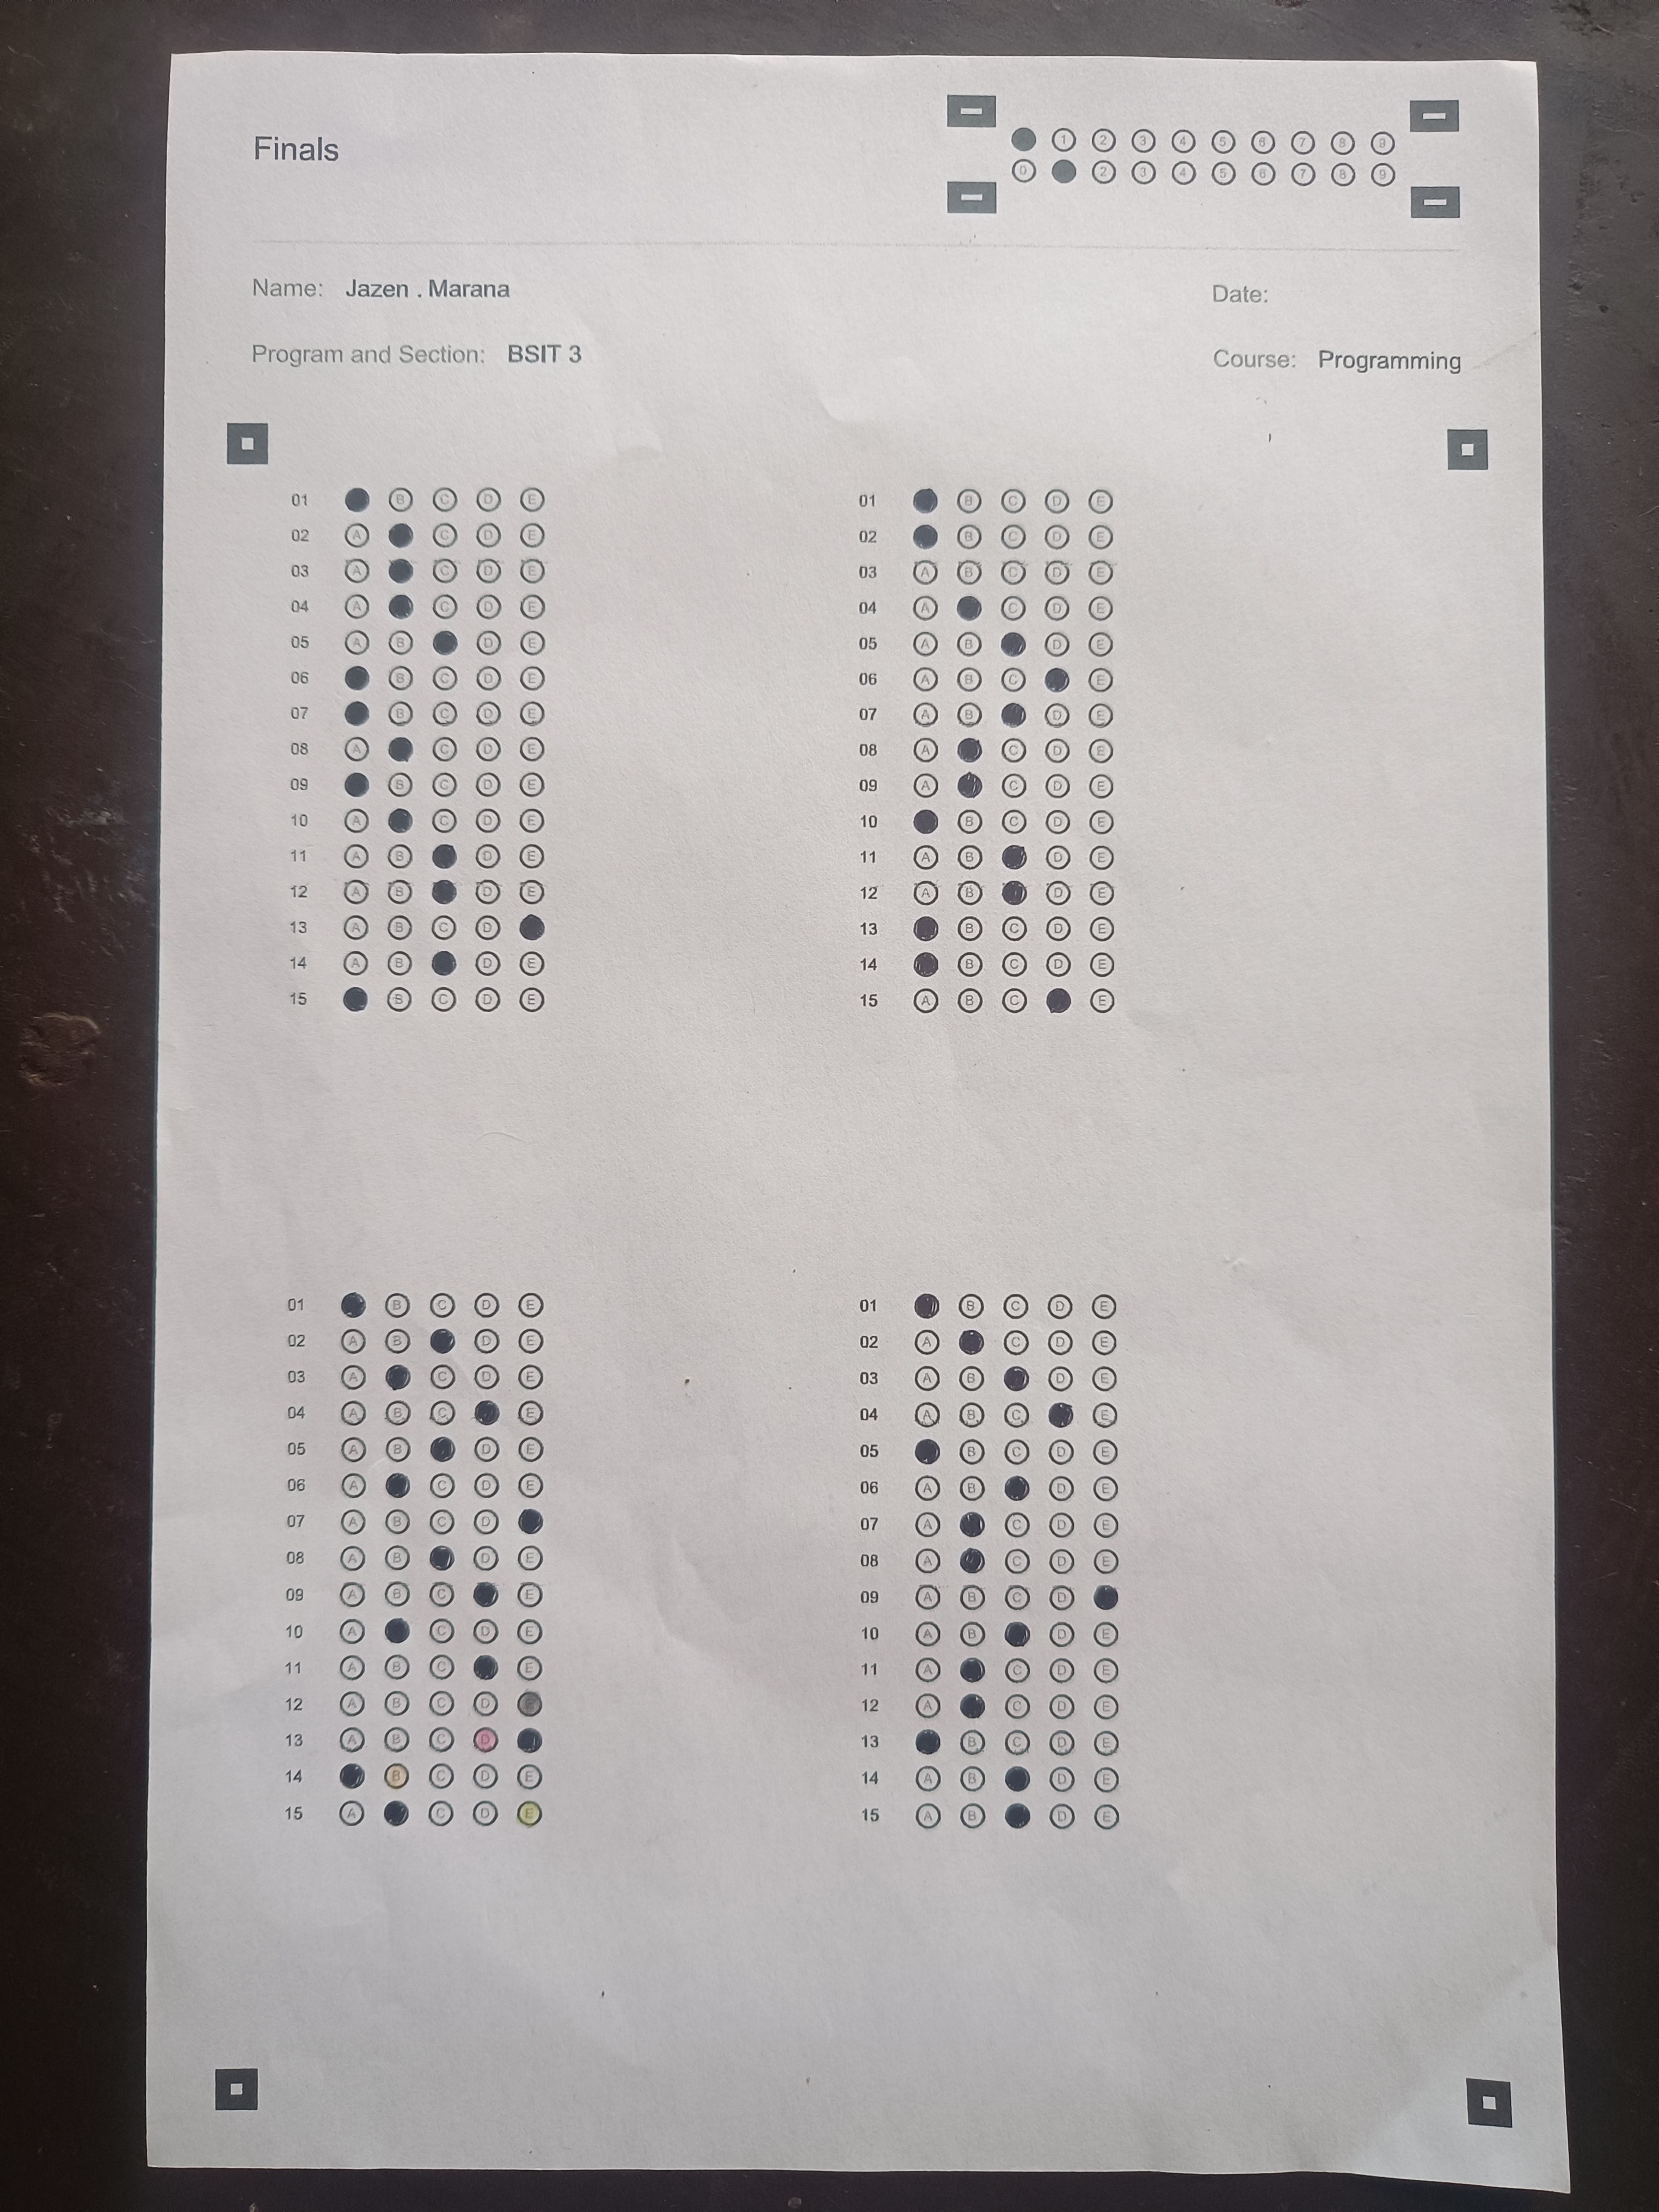 Finals
1 2 3 4 5 6 7 8 9
0 2 3 4 5 6 7 8 9
Name: Jazen . Marana
Date:
Program and Section: BSIT 3
Course: Programming
01 B C D E
02 A C D E
03 A C D E
04 A C D E
05 A B D E
06 B C D E
07 B C D E
08 A C D E
09 B C D E
10 A C D E
11 A B D E
12 A B D E
13 A B C D
14 A B D E
15 B C D E
01 B C D E
02 B C D E
03 A B C D E
04 A C D E
05 A B D E
06 A B C E
07 A B D E
08 A C D E
09 A C D E
10 B C D E
11 A B D E
12 A B D E
13 B C D E
14 B C D E
15 A B C E
01 B C D E
02 A B D E
03 A C D E
04 A B C E
05 A B D E
06 A C D E
07 A B C D
08 A B D E
09 A B C E
10 A C D E
11 A B C E
12 A B C D
13 A B C D
14 B C D E
15 A C D E
01 B C D E
02 A C D E
03 A B D E
04 A B C E
05 B C D E
06 A B D E
07 A C D E
08 A C D E
09 A B C D
10 A B D E
11 A C D E
12 A C D E
13 B C D E
14 A B D E
15 A B D E